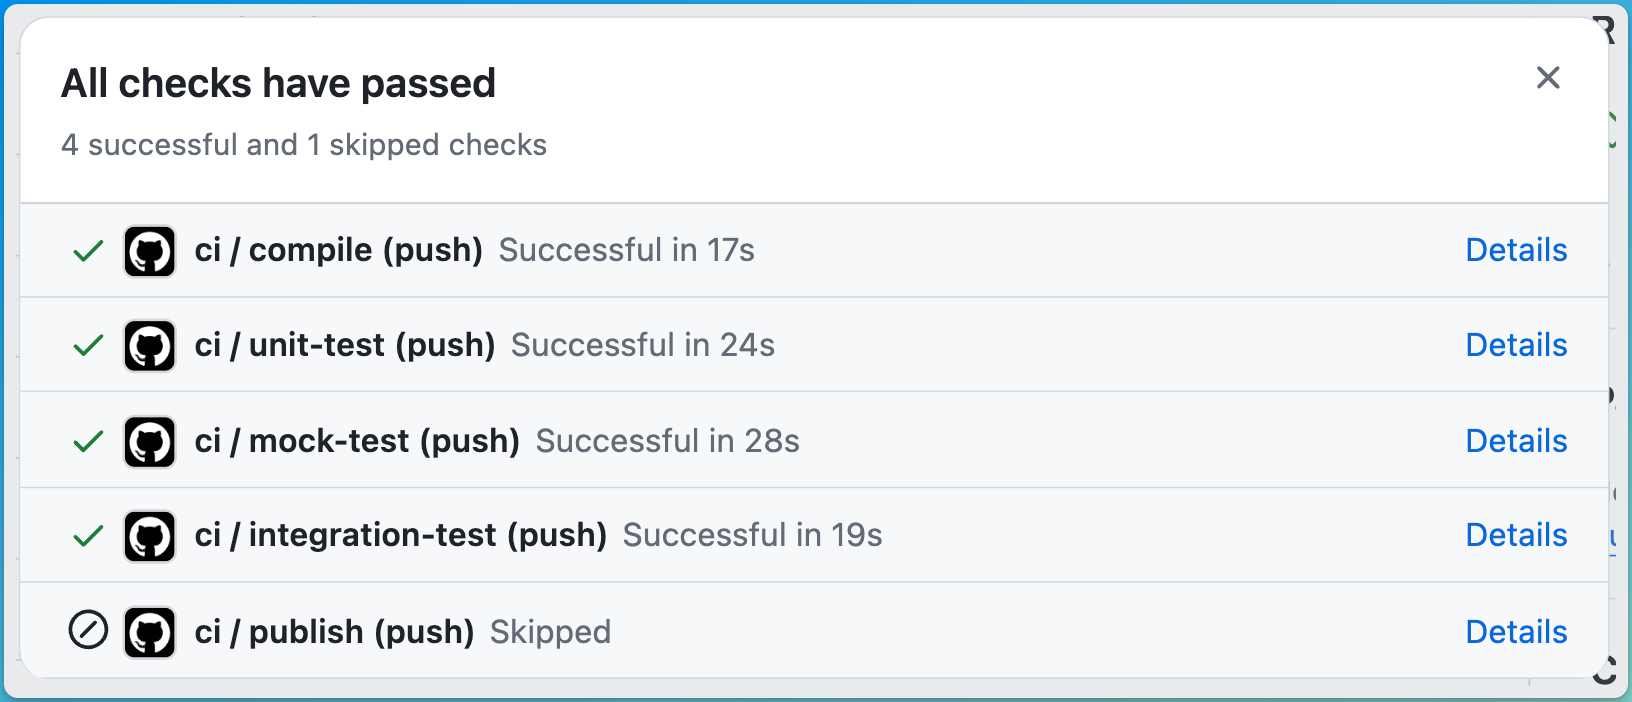 All checks have passed
4 successful and 1 skipped checks
ci / compile (push) Successful in 17s Details
ci / unit-test (push) Successful in 24s Details
ci / mock-test (push) Successful in 28s Details
ci / integration-test (push) Successful in 19s Details
ci / publish (push) Skipped Details